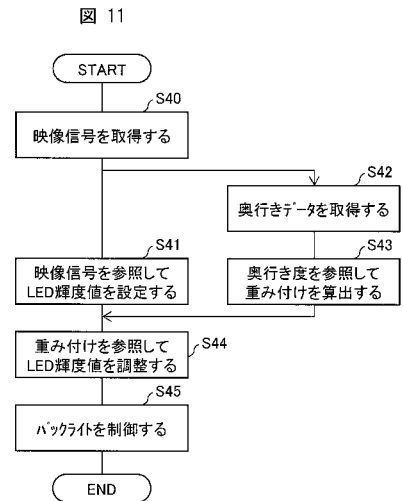 図 11
START
S40
映像信号を取得する
S42
奥行きデータを取得する
S41
映像信号を参照して
LED輝度値を設定する
S43
奥行き度を参照して
重み付けを算出する
重み付けを参照して
LED輝度値を調整する
S44
S45
バックライトを制御する
END